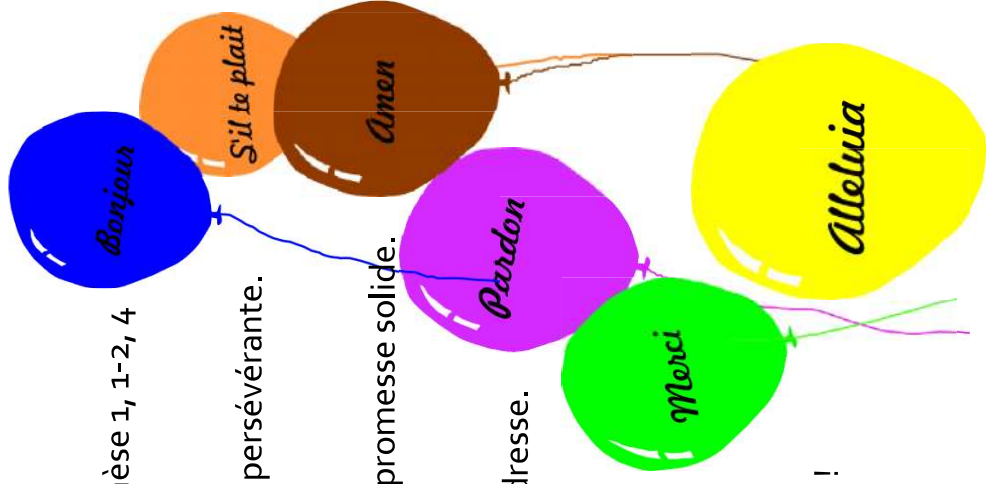 èse 1, 1-2, 4
Bonjour
persévérante.
S'il te plait
promesse solide.
Amen
dresse.
Pardon
Merci
!
Alleluia